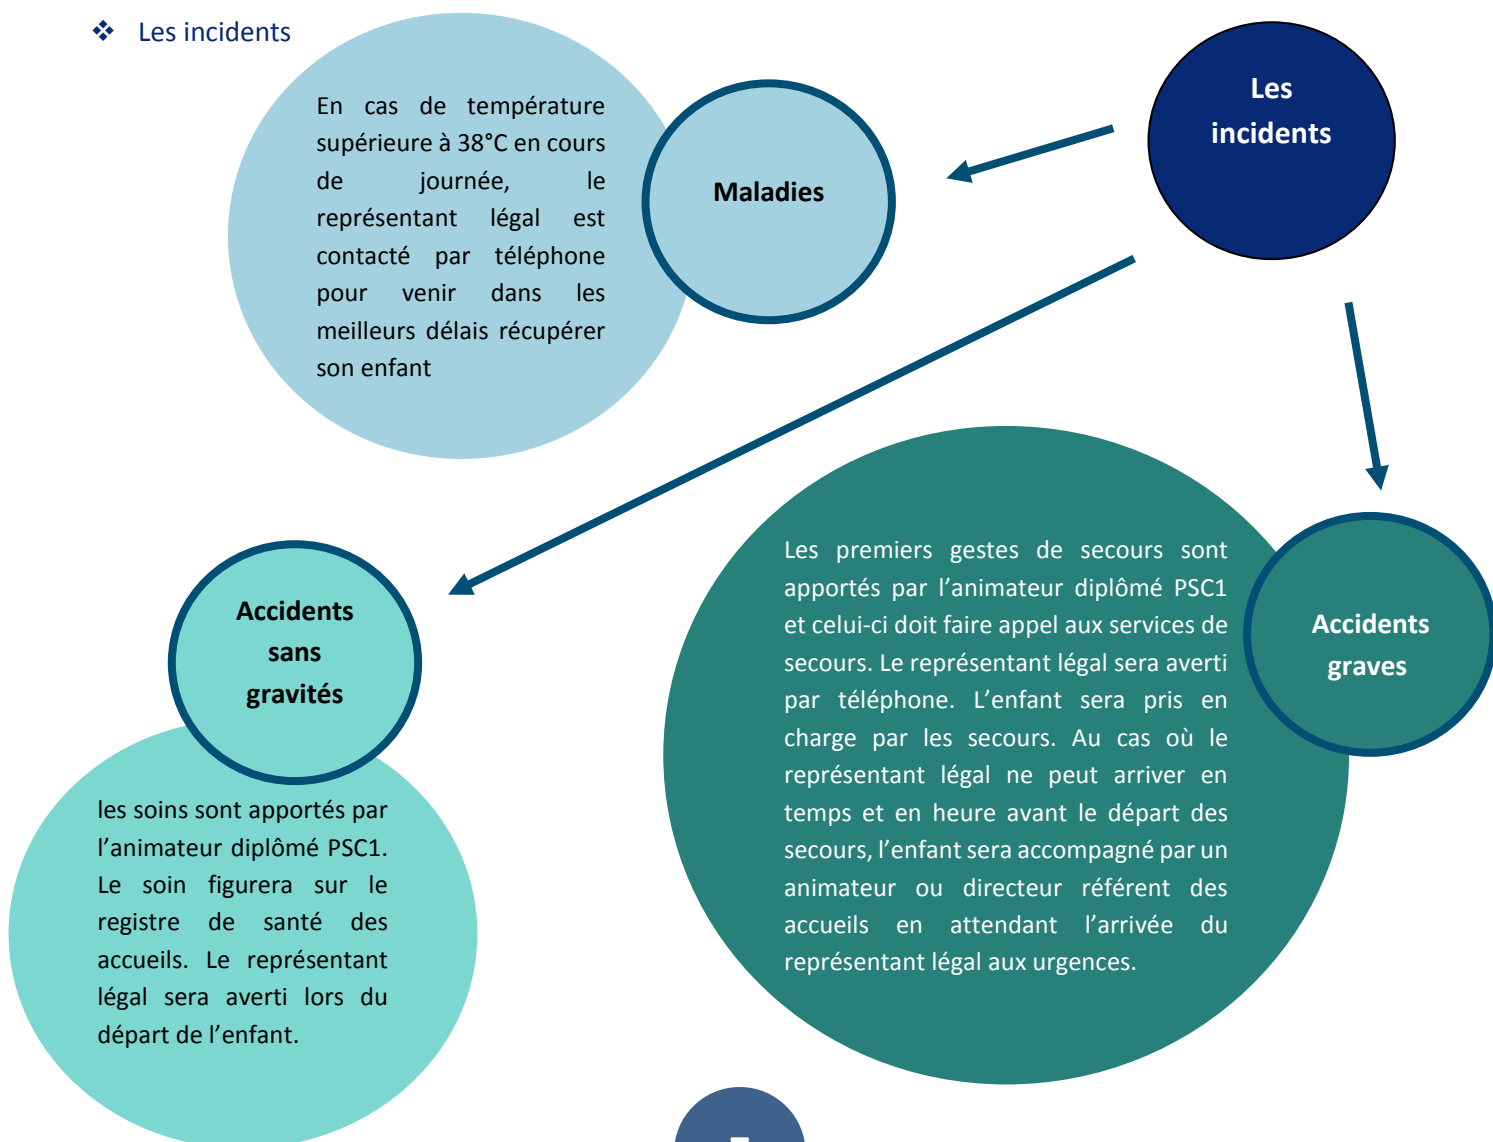 ❖ Les incidents
Les
incidents
En cas de température
supérieure à 38°C en cours
de journée, le
représentant légal est
contacté par téléphone
pour venir dans les
meilleurs délais récupérer
son enfant
Maladies
Accidents
sans
gravités
les soins sont apportés par
l’animateur diplômé PSC1.
Le soin figurera sur le
registre de santé des
accueils. Le représentant
légal sera averti lors du
départ de l’enfant.
Les premiers gestes de secours sont
apportés par l’animateur diplômé PSC1
et celui-ci doit faire appel aux services de
secours. Le représentant légal sera averti
par téléphone. L’enfant sera pris en
charge par les secours. Au cas où le
représentant légal ne peut arriver en
temps et en heure avant le départ des
secours, l’enfant sera accompagné par un
animateur ou directeur référent des
accueils en attendant l’arrivée du
représentant légal aux urgences.
Accidents
graves